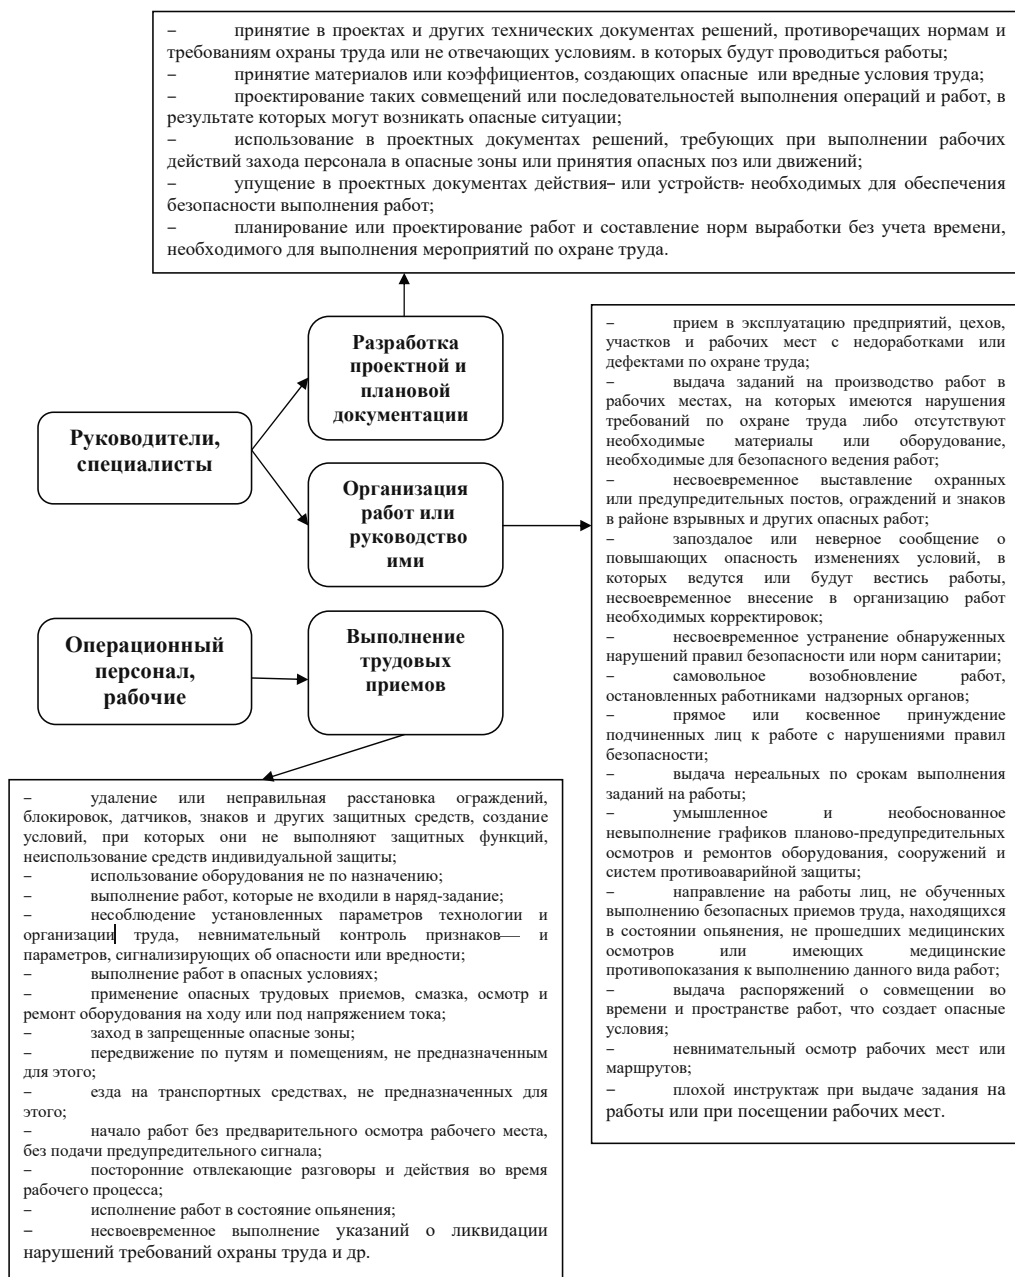 – принятие в проектах и других технических документах решений, противоречащих нормам и
требованиям охраны труда или не отвечающих условиям. в которых будут проводиться работы;
– принятие материалов или коэффициентов, создающих опасные или вредные условия труда;
– проектирование таких совмещений или последовательностей выполнения операций и работ, в
результате которых могут возникать опасные ситуации;
– использование в проектных документах решений, требующих при выполнении рабочих
действий захода персонала в опасные зоны или принятия опасных поз или движений;
– упущение в проектных документах действия– или устройств- необходимых для обеспечения
безопасности выполнения работ;
– планирование или проектирование работ и составление норм выработки без учета времени,
необходимого для выполнения мероприятий по охране труда.
Разработка
проектной и
плановой
документации
Руководители,
специалисты
Организация
работ или
руководство
ими
Операционный
персонал,
рабочие
Выполнение
трудовых
приемов
– прием в эксплуатацию предприятий, цехов,
участков и рабочих мест с недоработками или
дефектами по охране труда;
– выдача заданий на производство работ в
рабочих местах, на которых имеются нарушения
требований по охране труда либо отсутствуют
необходимые материалы или оборудование,
необходимые для безопасного ведения работ;
– несвоевременное выставление охранных
или предупредительных постов, ограждений и знаков
в районе взрывных и других опасных работ;
– запоздалое или неверное сообщение о
повышающих опасность изменениях условий, в
которых ведутся или будут вестись работы,
несвоевременное внесение в организацию работ
необходимых корректировок;
– несвоевременное устранение обнаруженных
нарушений правил безопасности или норм санитарии;
– самовольное возобновление работ,
остановленных работниками надзорных органов;
– прямое или косвенное принуждение
подчиненных лиц к работе с нарушениями правил
безопасности;
– выдача нереальных по срокам выполнения
заданий на работы;
– умышленное и необоснованное
невыполнение графиков планово-предупредительных
осмотров и ремонтов оборудования, сооружений и
систем противоаварийной защиты;
– направление на работы лиц, не обученных
выполнению безопасных приемов труда, находящихся
в состоянии опьянения, не прошедших медицинских
осмотров или имеющих медицинские
противопоказания к выполнению данного вида работ;
– выдача распоряжений о совмещении во
времени и пространстве работ, что создает опасные
условия;
– невнимательный осмотр рабочих мест или
маршрутов;
– плохой инструктаж при выдаче задания на
работы или при посещении рабочих мест.
– удаление или неправильная расстановка ограждений,
блокировок, датчиков, знаков и других защитных средств, создание
условий, при которых они не выполняют защитных функций,
неиспользование средств индивидуальной защиты;
– использование оборудования не по назначению;
– выполнение работ, которые не входили в наряд-задание;
– несоблюдение установленных параметров технологии и
организации труда, невнимательный контроль признаков— и
параметров, сигнализирующих об опасности или вредности;
– выполнение работ в опасных условиях;
– применение опасных трудовых приемов, смазка, осмотр и
ремонт оборудования на ходу или под напряжением тока;
– заход в запрещенные опасные зоны;
– передвижение по путям и помещениям, не предназначенным
для этого;
– езда на транспортных средствах, не предназначенных для
этого;
– начало работ без предварительного осмотра рабочего места,
без подачи предупредительного сигнала;
– посторонние отвлекающие разговоры и действия во время
рабочего процесса;
– исполнение работ в состояние опьянения;
– несвоевременное выполнение указаний о ликвидации
нарушений требований охраны труда и др.